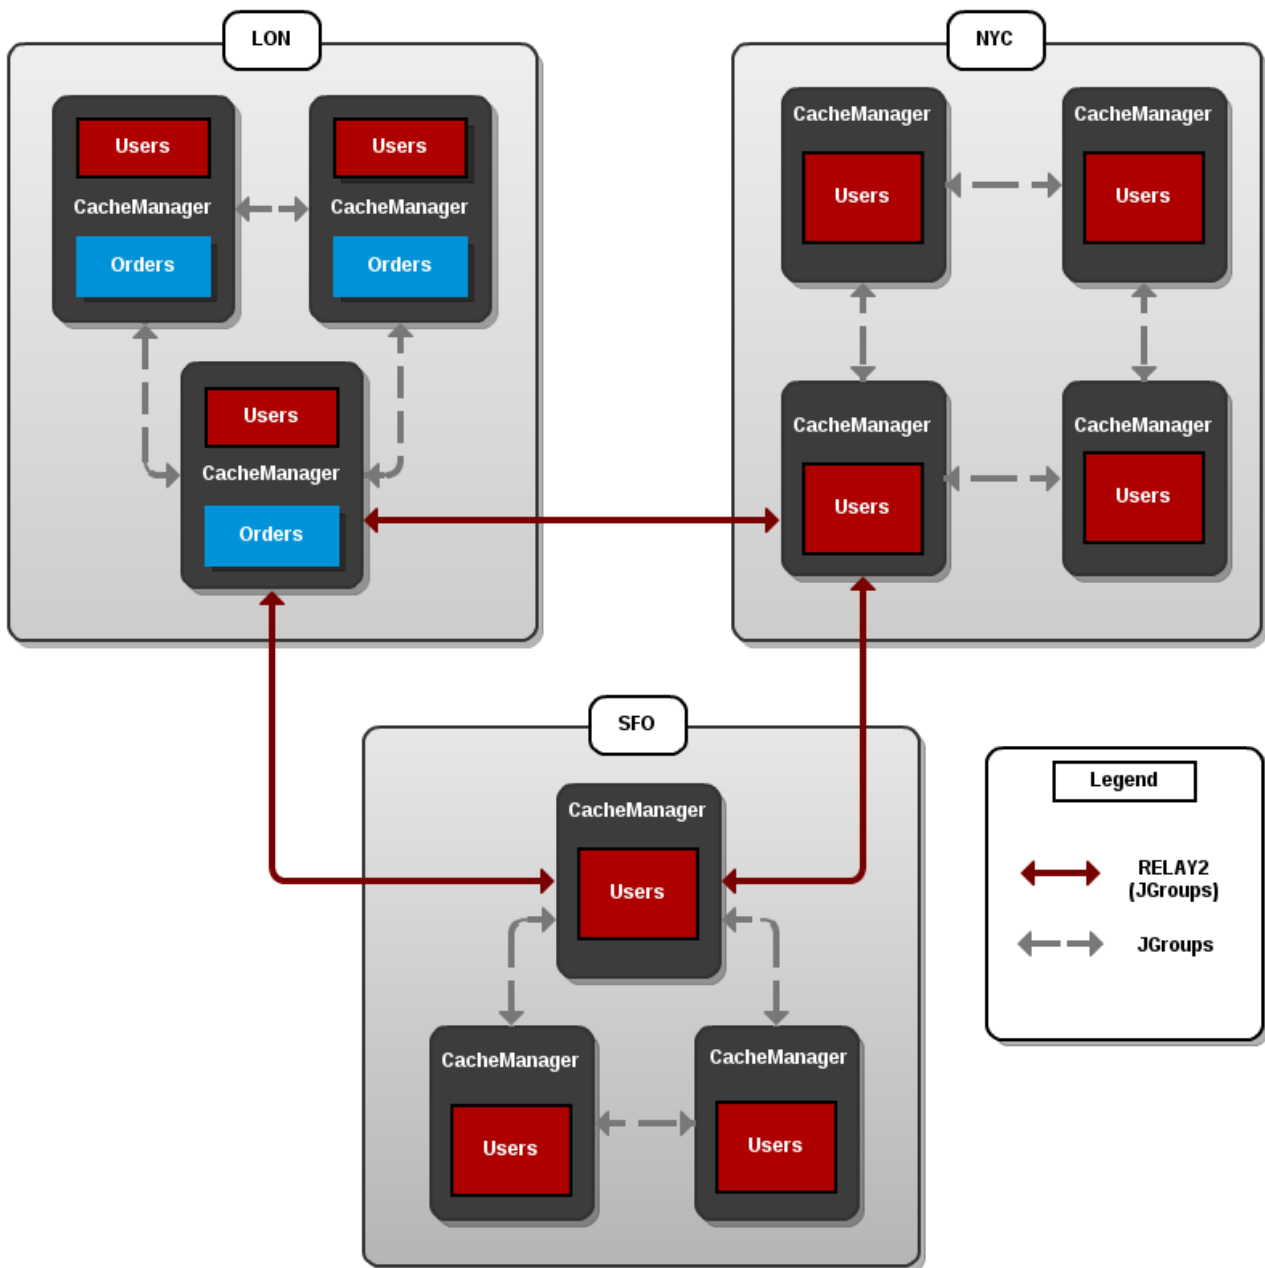 LON
Users
CacheManager
Orders
Users
CacheManager
Orders
Users
CacheManager
Orders
NYC
CacheManager
Users
CacheManager
Users
CacheManager
Users
CacheManager
Users
SFO
CacheManager
Users
CacheManager
Users
CacheManager
Users
Legend
RELAY2
(JGroups)
JGroups